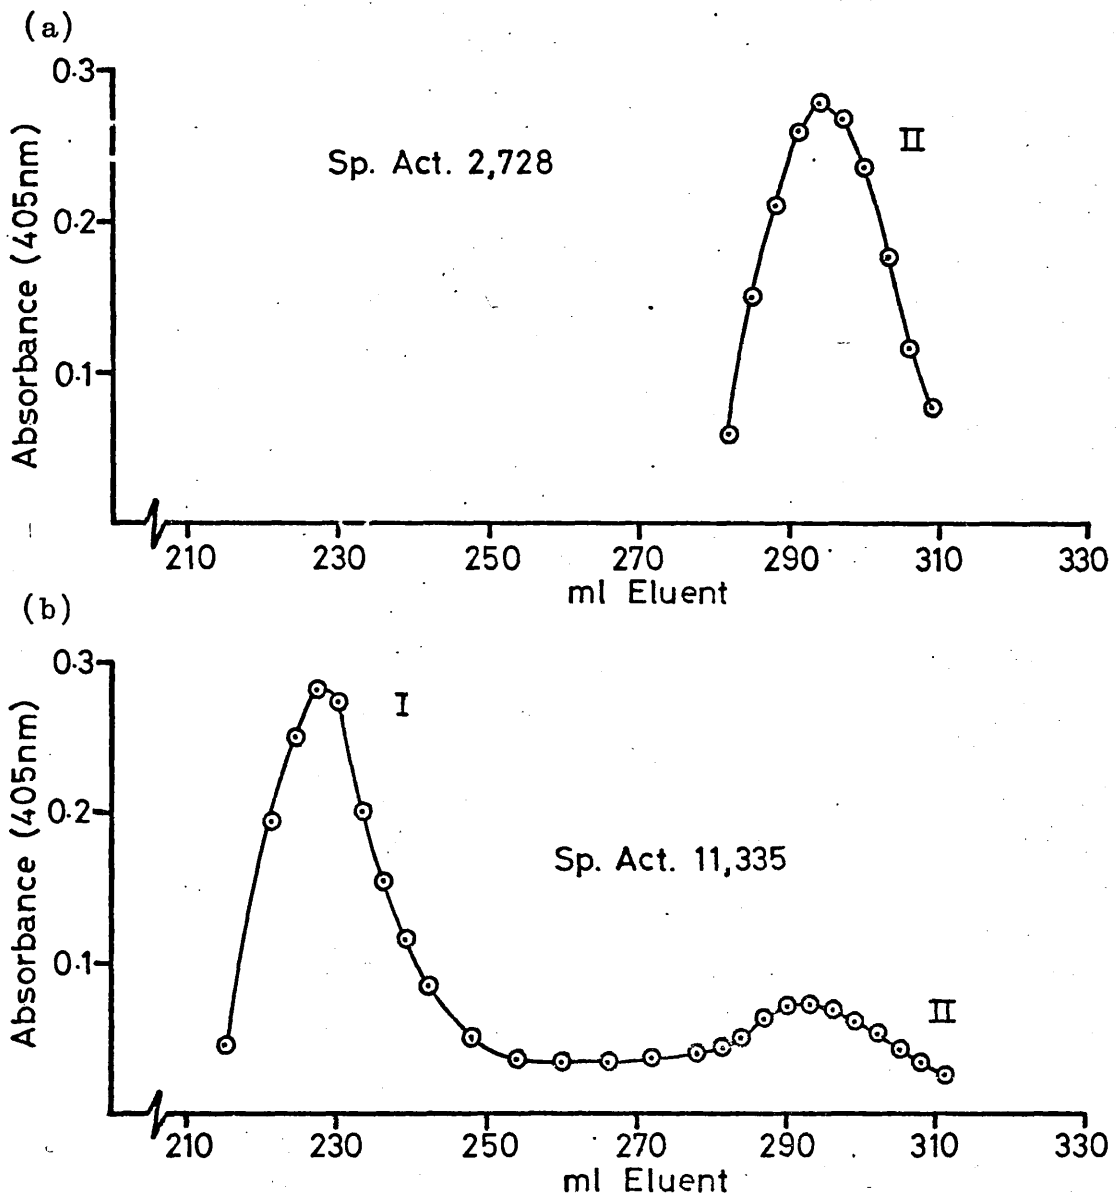 (a)
0.3
0.2
0.1
Absorbance (405nm)
Sp. Act. 2,728
II
210 230 250 270 290 310 330
ml Eluent
(b)
0.3
0.2
0.1
Absorbance (405nm)
I
Sp. Act. 11,335
II
210 230 250 270 290 310 330
ml Eluent